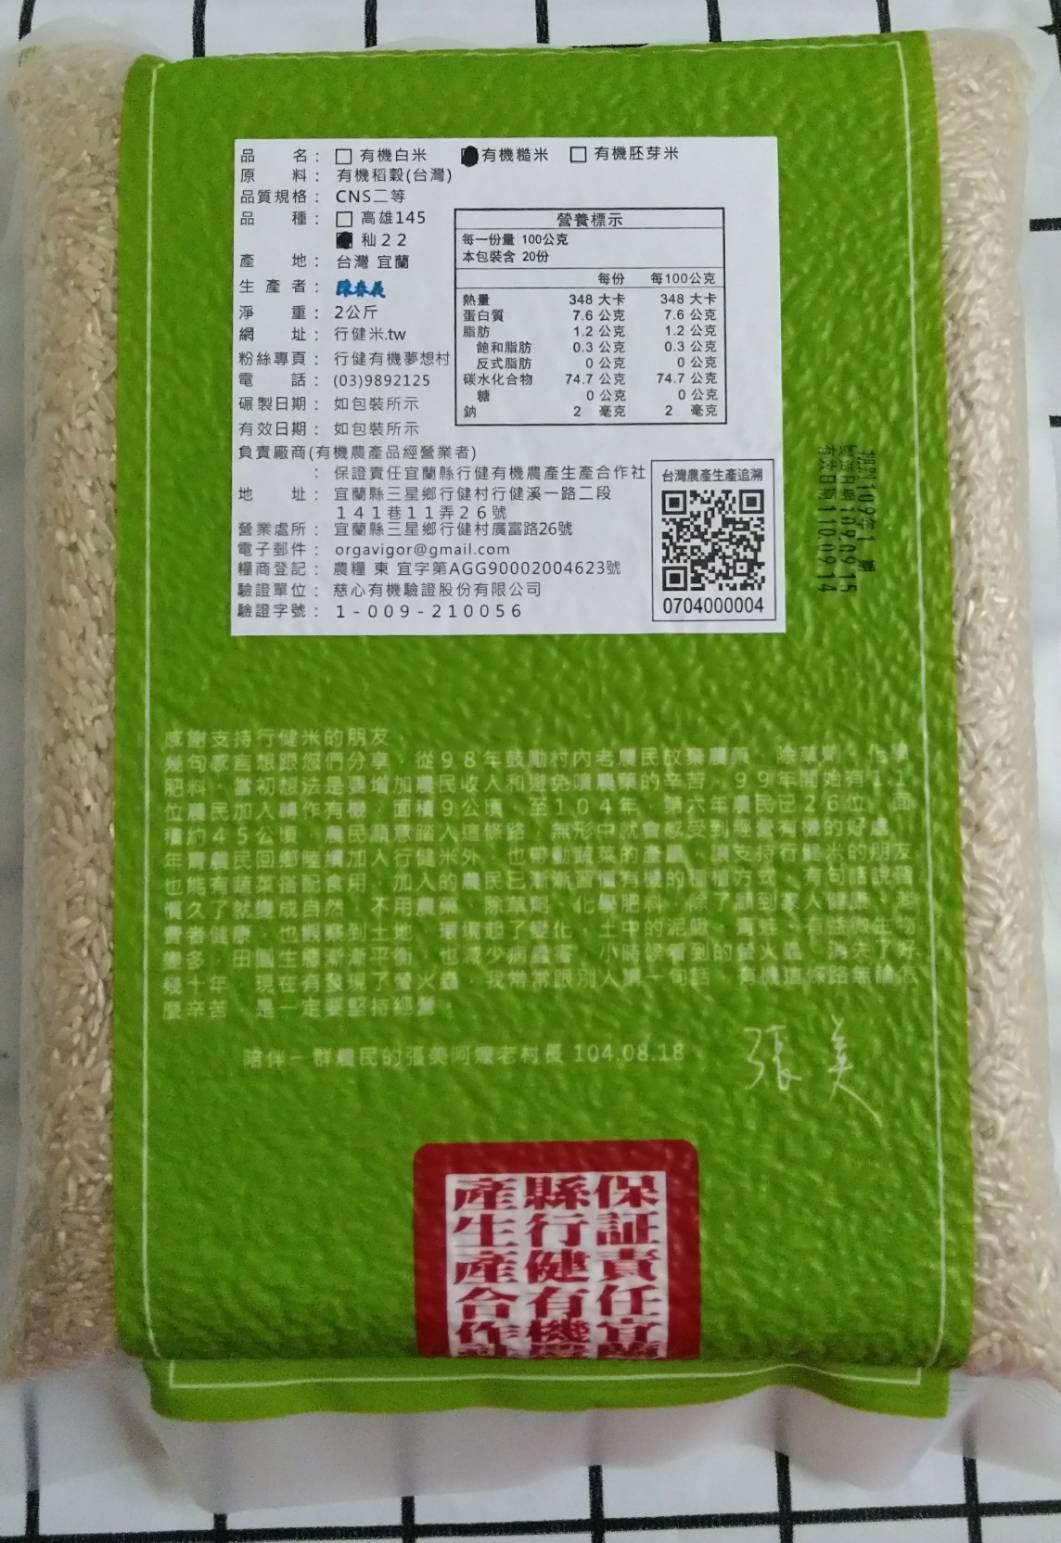 品 名： □ 有機白米 ■ 有機糙米 □ 有機胚芽米
原 料： 有機稻穀(台灣)
品質規格： CNS二等
品 種： □ 高雄145
■ 秈22
產 地： 台灣 宜蘭
生 產 者： 陳春義
淨 重： 2公斤
網 址： 行健米.tw
粉絲專頁： 行健有機夢想村
電 話： (03)9892125
碾製日期： 如包裝所示
有效日期： 如包裝所示
營養標示
每一份量 100公克
本包裝含 20份
每份 每100公克
熱量 348 大卡 348 大卡
蛋白質 7.6 公克 7.6 公克
脂肪 1.2 公克 1.2 公克
飽和脂肪 0.3 公克 0.3 公克
反式脂肪 0 公克 0 公克
碳水化合物 74.7 公克 74.7 公克
糖 0 公克 0 公克
鈉 2 毫克 2 毫克
負責廠商(有機農產品經營業者)
： 保證責任宜蘭縣行健有機農產生產合作社
地 址： 宜蘭縣三星鄉行健村行健溪一路二段
141巷11弄26號
營業處所： 宜蘭縣三星鄉行健村廣富路26號
電子郵件： orgavigor@gmail.com
糧商登記： 農糧 東 宜字第AGG90002004623號
驗證單位： 慈心有機驗證股份有限公司
驗證字號： 1-009-210056
台灣農產生產追溯
0704000004
期別109年1期
製造日期109.09.15
有效日期110.09.14
感謝支持行健米的朋友，
幾句感言想跟您們分享，從98年鼓勵村內老農民放棄農藥、除草劑、化學
肥料，當初想法是要增加農民收入和避免噴農藥的辛苦，99年開始有11
位農民加入轉作有機，面積9公頃，至104年，第六年農民已26位，面
積約45公頃，農民願意踏入這條路，無形中就會感受到經營有機的好處，
年青農民回鄉陸續加入行健米外，也帶動蔬菜的產量，讓支持行健米的朋友
也能有蔬菜搭配食用，加入的農民已漸漸習慣有機的種植方式，有句話說習
慣久了就變成自然，不用農藥、除草劑、化學肥料，除了顧到家人健康、消
費者健康，也觀察到土地、環境起了變化，土中的泥鰍、青蛙、有益微生物
變多，田間生態漸漸平衡，也減少病蟲害，小時候看到的螢火蟲，消失了好
幾十年，現在有發現了螢火蟲，我常常跟別人講一句話，有機這條路無論怎
麼辛苦，是一定要堅持經營。
陪伴一群農民的張美阿嬤老村長 104.08.18
張美
保証責任宜蘭
縣行健有機農
產生產合作社